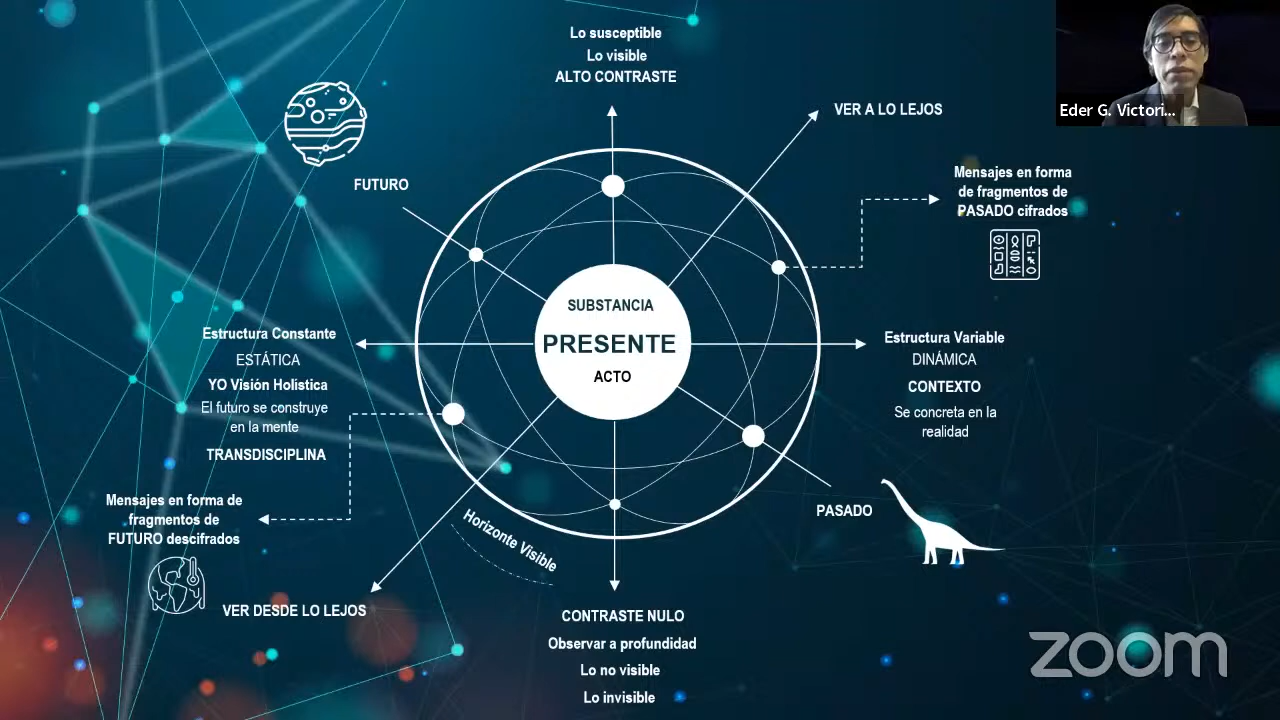 Lo susceptible
Lo visible
ALTO CONTRASTE
VER A LO LEJOS
Eder G. Victori...
Mensajes en forma
de fragmentos de
PASADO cifrados
FUTURO
SUBSTANCIA
PRESENTE
ACTO
Estructura Constante
ESTÁTICA
YO Visión Holistica
El futuro se construye
en la mente
TRANSDISCIPLINA
Estructura Variable
DINÁMICA
CONTEXTO
Se concreta en la
realidad
Mensajes en forma de
fragmentos de
FUTURO descifrados
PASADO
Horizonte Visible
VER DESDE LO LEJOS
CONTRASTE NULO
Observar a profundidad
Lo no visible
Lo invisible
zoom